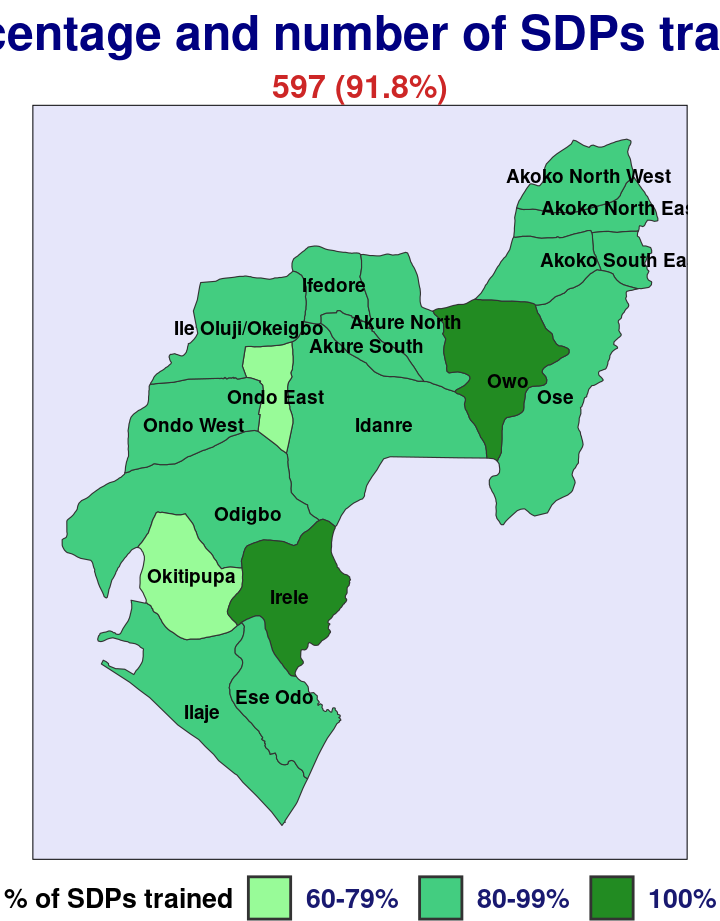 centage and number of SDPs tra
597 (91.8%)
Akoko North West
Akoko North Eas
Akoko South Ea
Ifedore
Ile Oluji/Okeigbo
Akure North
Akure South
Owo
Ondo East
Ose
Ondo West
Idanre
Odigbo
Okitipupa
Irele
Ese Odo
Ilaje
% of SDPs trained 60-79% 80-99% 100%